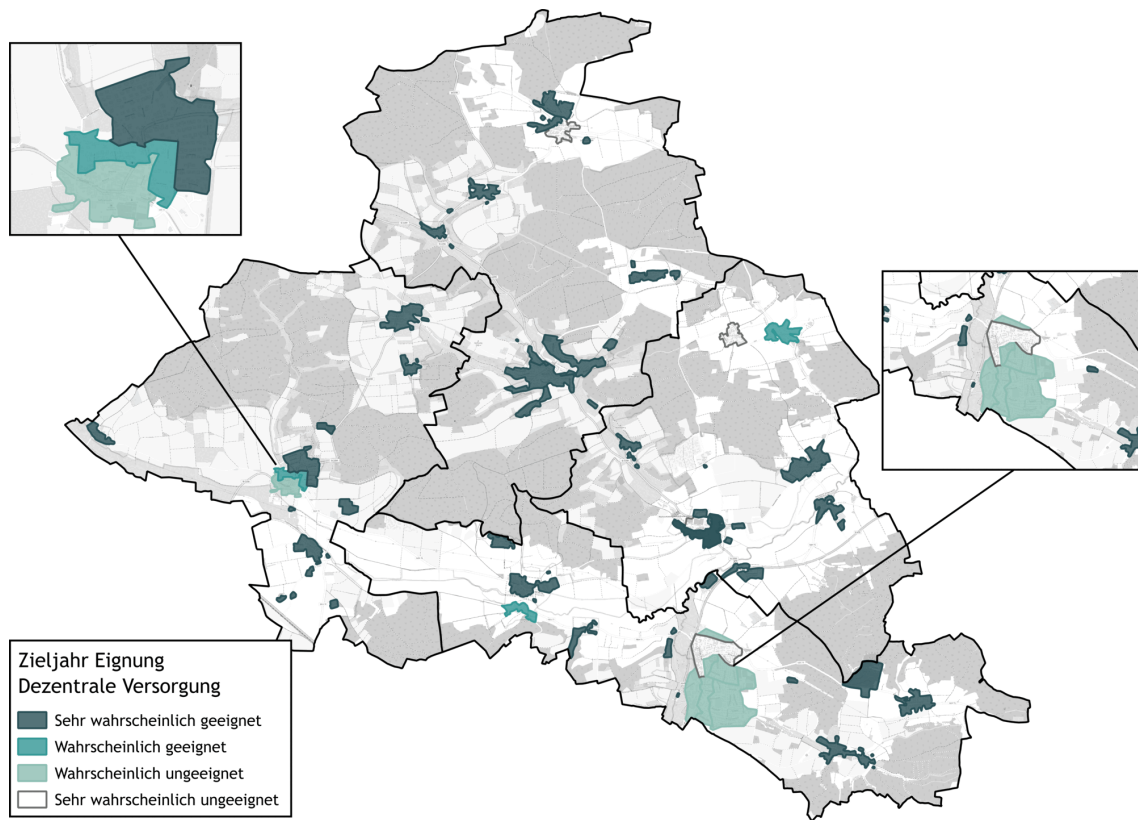 Zieljahr Eignung
Dezentrale Versorgung
Sehr wahrscheinlich geeignet
Wahrscheinlich geeignet
Wahrscheinlich ungeeignet
Sehr wahrscheinlich ungeeignet